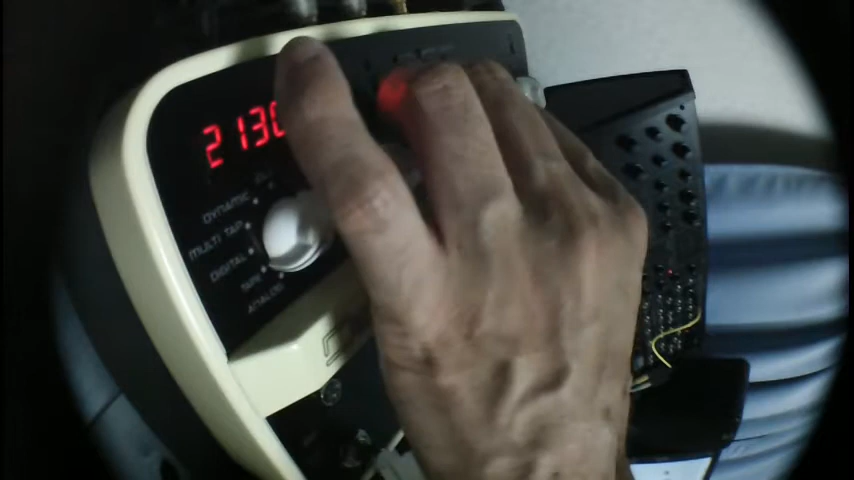 2130
DYNAMIC
MULTI TAP
DIGITAL
TAPE
ANALOG